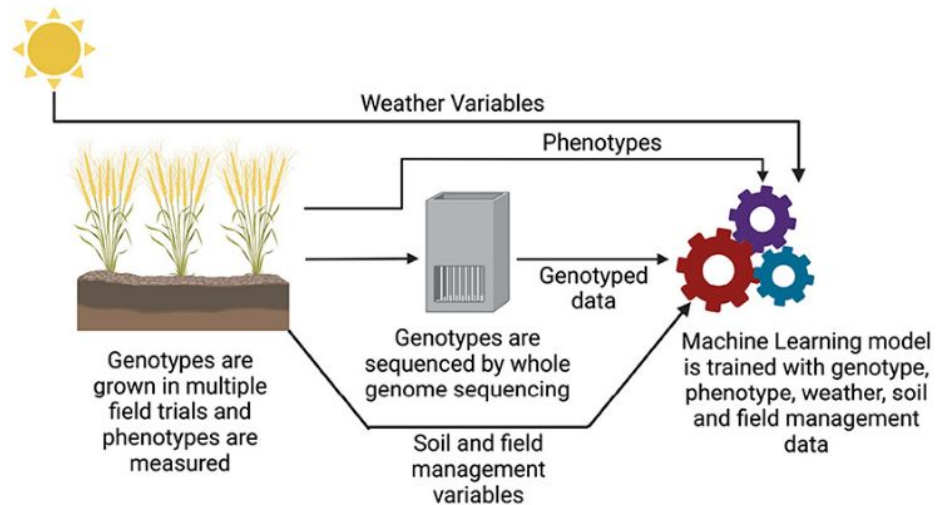 Weather Variables
Phenotypes
Genotyped
data
Genotypes are
grown in multiple
field trials and
phenotypes are
measured
Genotypes are
sequenced by whole
genome sequencing
Machine Learning model
is trained with genotype,
phenotype, weather, soil
and field management
data
Soil and field
management
variables